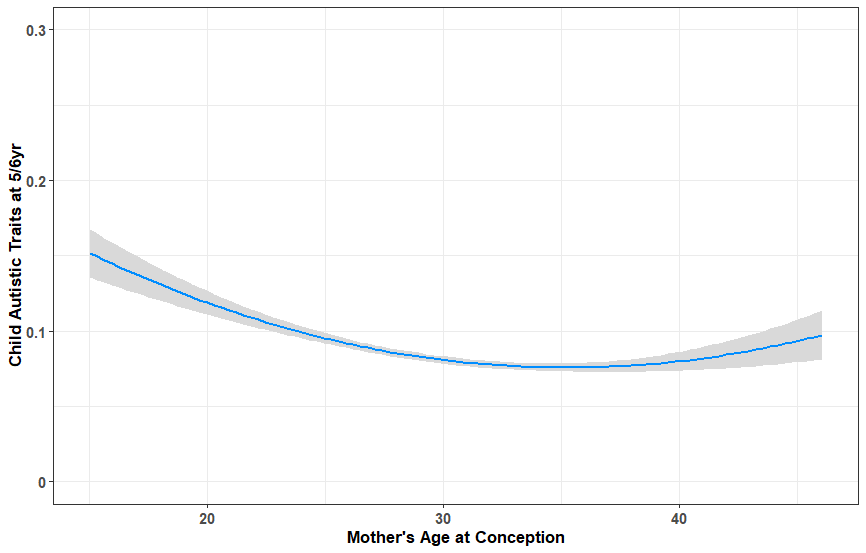 Child Autistic Traits at 5/6yr
0.3
0.2
0.1
0
20 30 40
Mother's Age at Conception